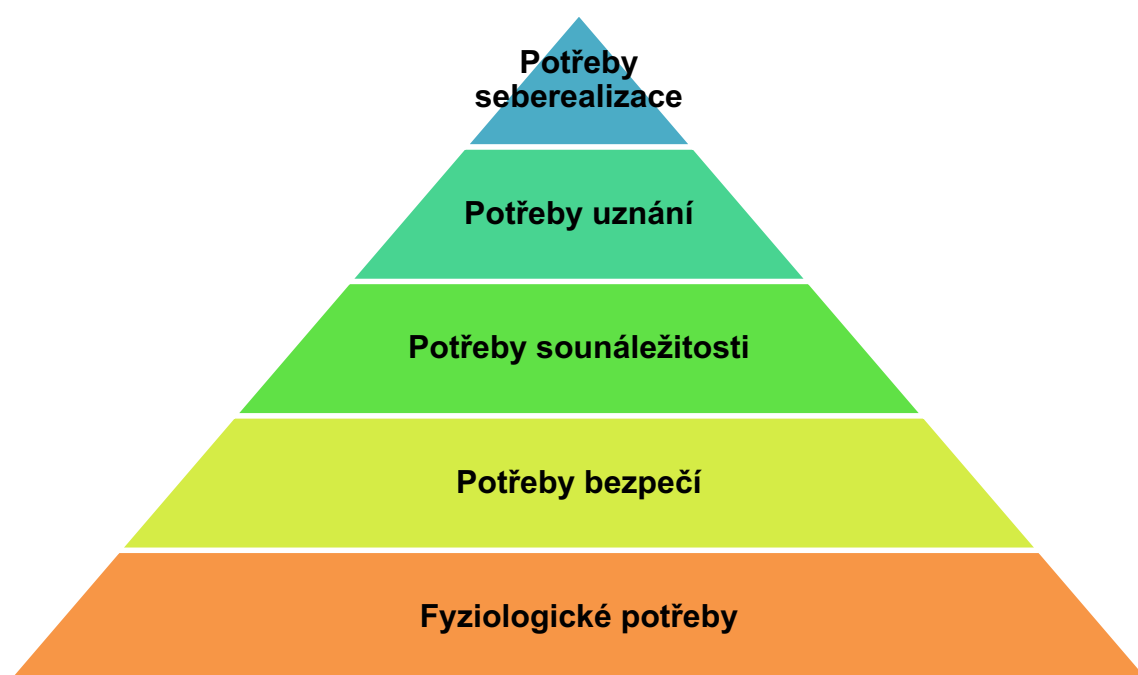 Potřeby
seberealizace
Potřeby uznání
Potřeby sounáležitosti
Potřeby bezpečí
Fyziologické potřeby